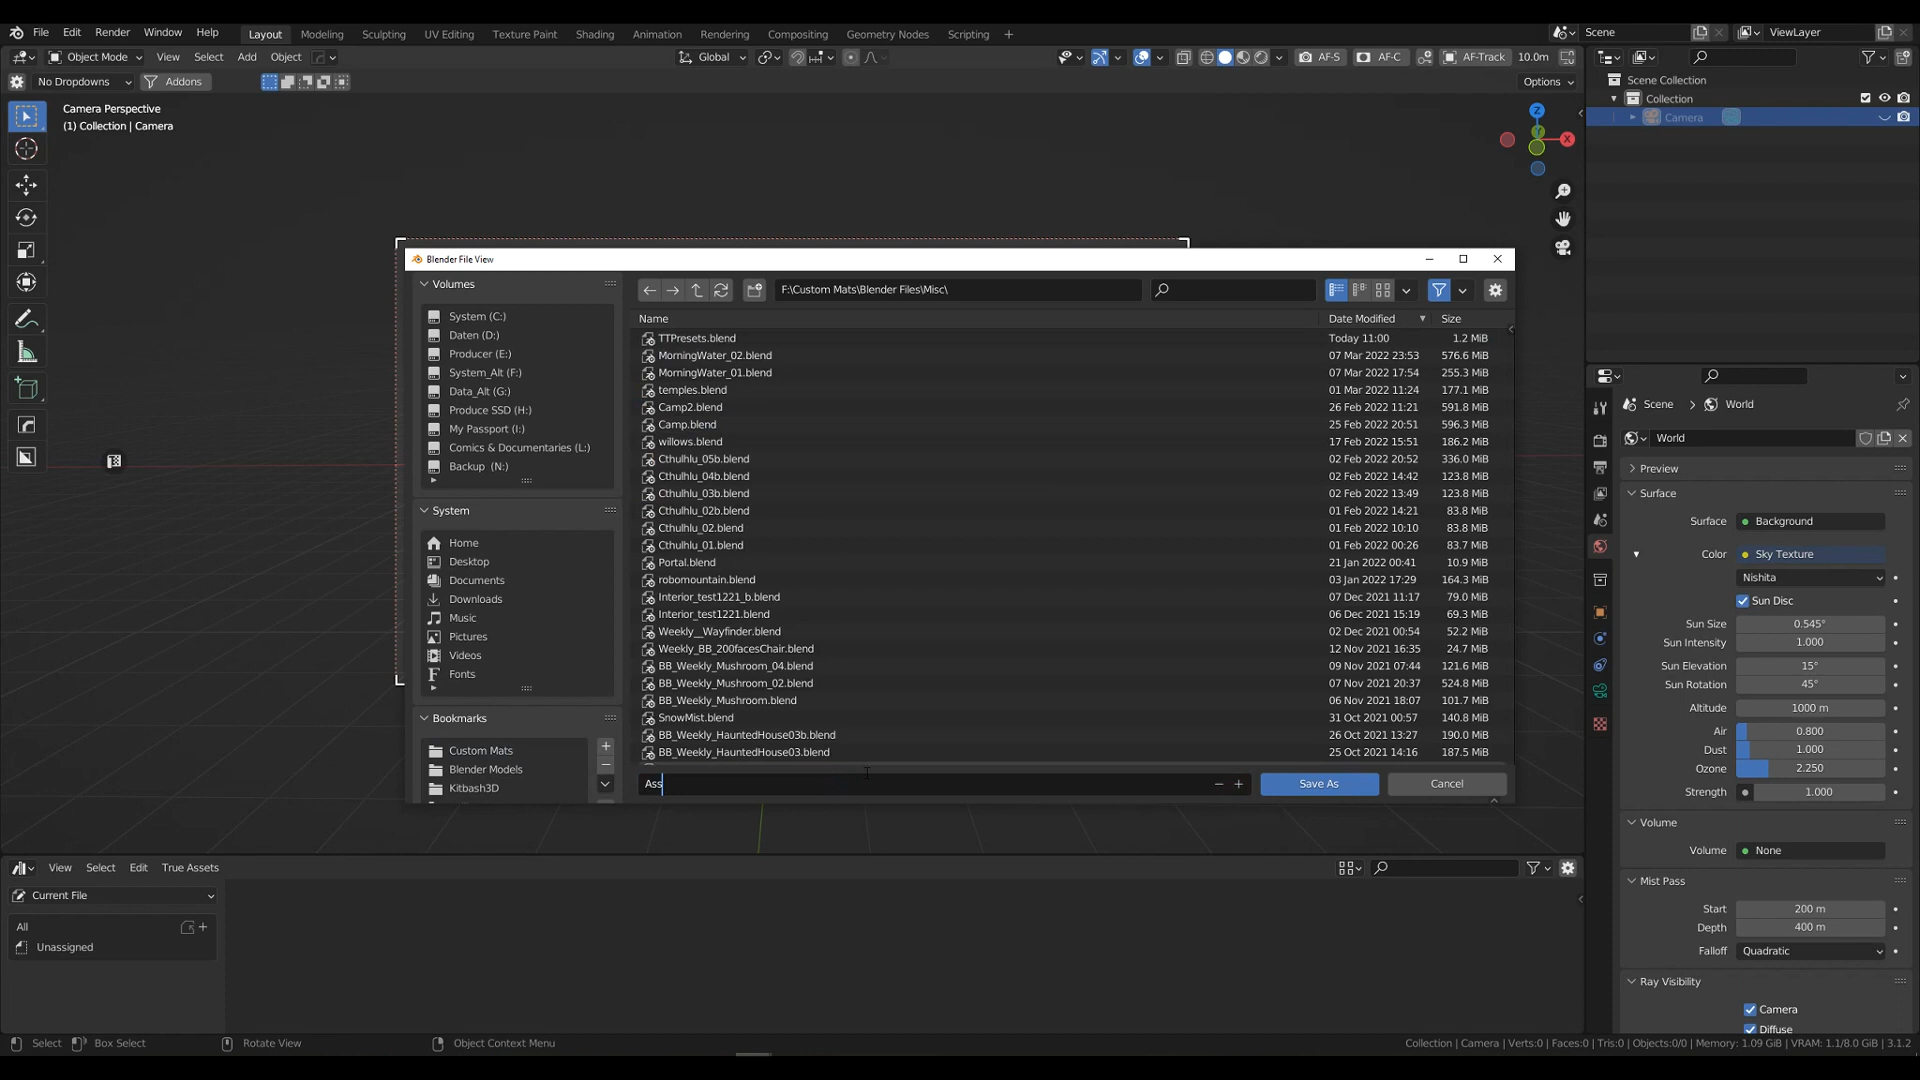 File Edit Render Window Help Layout Modeling Sculpting UV Editing Texture Paint Shading Animation Rendering Compositing Geometry Nodes Scripting + Scene ViewLayer
Object Mode View Select Add Object Global AF-S AF-C AF-Track 10.0m
No Dropdowns Addons Options
Camera Perspective
(1) Collection | Camera
Z
X
Y
Scene Collection
Collection
Camera
Blender File View
Volumes
System (C:)
Daten (D:)
Producer (E:)
System_Alt (F:)
Data_Alt (G:)
Produce SSD (H:)
My Passport (I:)
Comics & Documentaries (L:)
Backup (N:)
System
Home
Desktop
Documents
Downloads
Music
Pictures
Videos
Fonts
Bookmarks
Custom Mats
Blender Models
Kitbash3D
F:\Custom Mats\Blender Files\Misc\
Name Date Modified Size
TTPresets.blend Today 11:00 1.2 MiB
MorningWater_02.blend 07 Mar 2022 23:53 576.6 MiB
MorningWater_01.blend 07 Mar 2022 17:54 255.3 MiB
temples.blend 01 Mar 2022 11:24 177.1 MiB
Camp2.blend 26 Feb 2022 11:21 591.8 MiB
Camp.blend 25 Feb 2022 20:51 596.3 MiB
willows.blend 17 Feb 2022 15:51 186.2 MiB
Cthulhlu_05b.blend 02 Feb 2022 20:52 336.0 MiB
Cthulhlu_04b.blend 02 Feb 2022 14:42 123.8 MiB
Cthulhlu_03b.blend 02 Feb 2022 13:49 123.8 MiB
Cthulhlu_02b.blend 01 Feb 2022 14:21 83.8 MiB
Cthulhlu_02.blend 01 Feb 2022 10:10 83.8 MiB
Cthulhlu_01.blend 01 Feb 2022 00:26 83.7 MiB
Portal.blend 21 Jan 2022 00:41 10.9 MiB
robomountain.blend 03 Jan 2022 17:29 164.3 MiB
Interior_test1221_b.blend 07 Dec 2021 11:17 79.0 MiB
Interior_test1221.blend 06 Dec 2021 15:19 69.3 MiB
Weekly__Wayfinder.blend 02 Dec 2021 00:54 52.2 MiB
Weekly_BB_200facesChair.blend 12 Nov 2021 16:35 24.7 MiB
BB_Weekly_Mushroom_04.blend 09 Nov 2021 07:44 121.6 MiB
BB_Weekly_Mushroom_02.blend 07 Nov 2021 20:37 524.8 MiB
BB_Weekly_Mushroom.blend 06 Nov 2021 18:07 101.7 MiB
SnowMist.blend 31 Oct 2021 00:57 140.8 MiB
BB_Weekly_HauntedHouse03b.blend 26 Oct 2021 13:27 190.0 MiB
BB_Weekly_HauntedHouse03.blend 25 Oct 2021 14:16 187.5 MiB
Ass Save As Cancel
Scene World
World
Preview
Surface
Surface Background
Color Sky Texture
Nishita
Sun Disc
Sun Size 0.545°
Sun Intensity 1.000
Sun Elevation 15°
Sun Rotation 45°
Altitude 1000 m
Air 0.800
Dust 1.000
Ozone 2.250
Strength 1.000
Volume
Volume None
Mist Pass
Start 200 m
Depth 400 m
Falloff Quadratic
Ray Visibility
Camera
Diffuse
View Select Edit True Assets
Current File
All
Unassigned
Select Box Select Rotate View Object Context Menu Collection | Camera | Verts:0 | Faces:0 | Tris:0 | Objects:0/0 | Memory: 1.09 GiB | VRAM: 1.1/8.0 GiB | 3.1.2